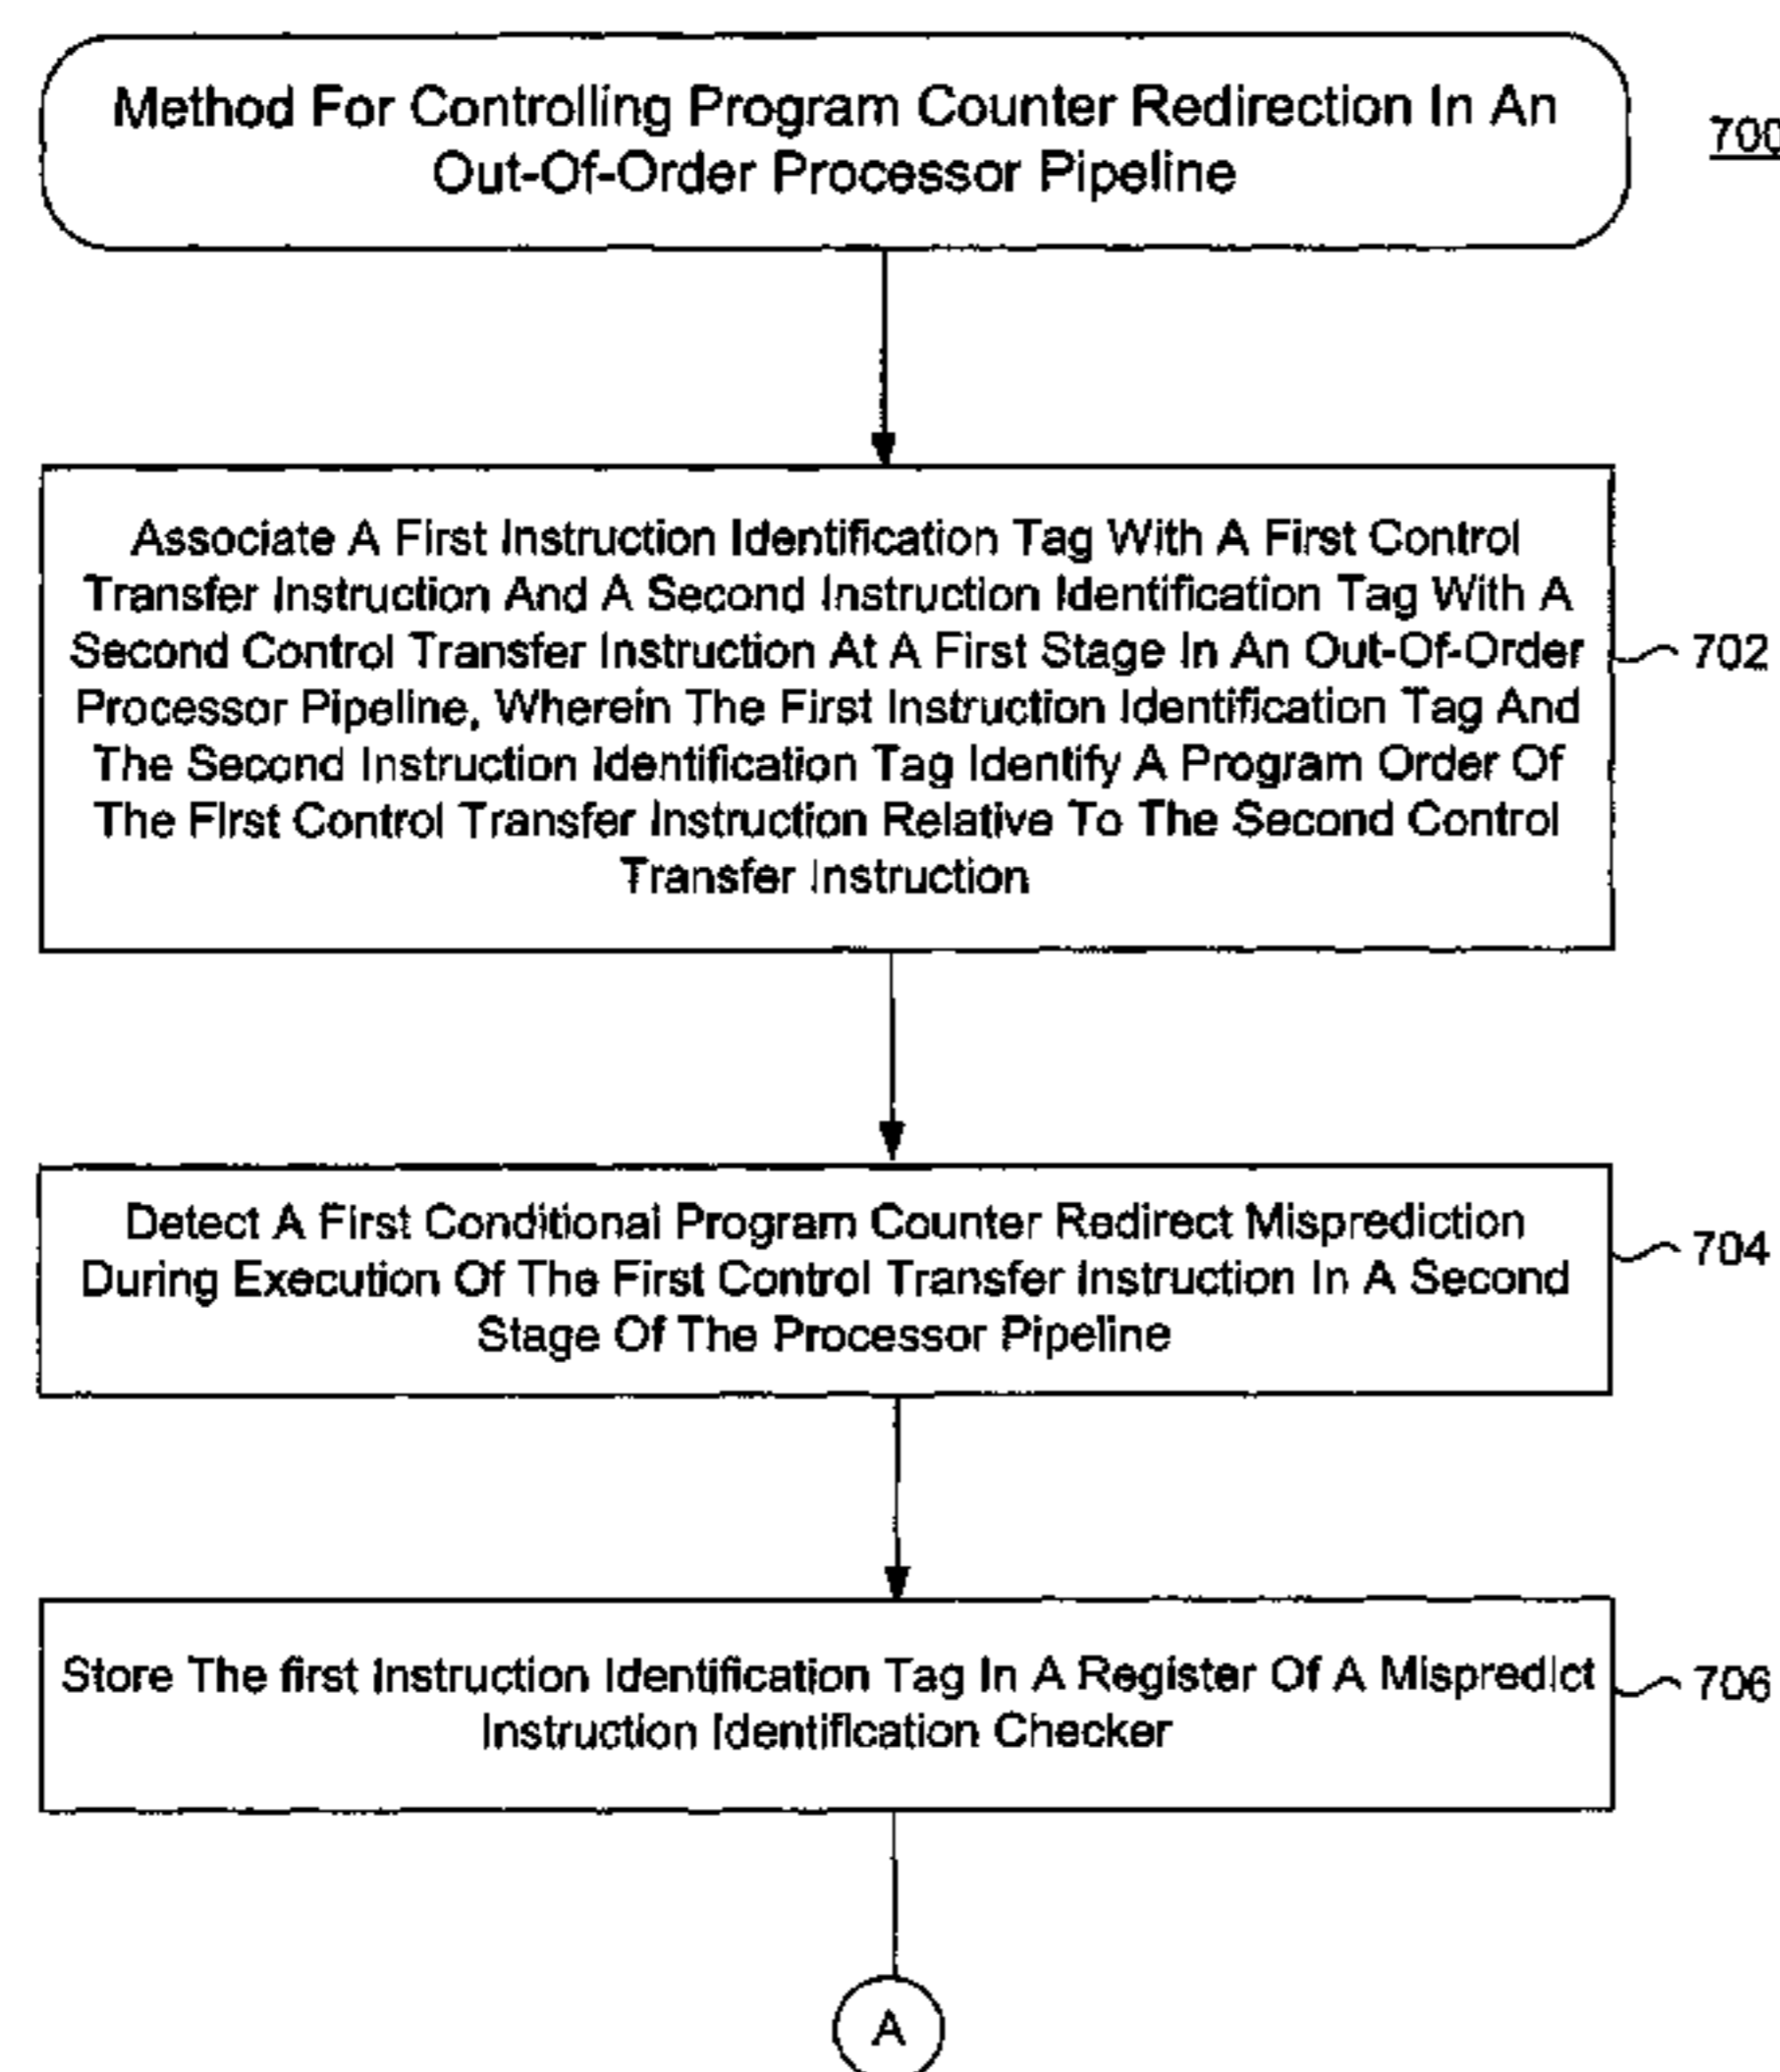 Method For Controlling Program Counter Redirection In An
Out-Of-Order Processor Pipeline
700
Associate A First Instruction Identification Tag With A First Control
Transfer Instruction And A Second Instruction Identification Tag With A
Second Control Transfer Instruction At A First Stage In An Out-Of-Order
Processor Pipeline, Wherein The First Instruction Identification Tag And
The Second Instruction Identification Tag Identify A Program Order Of
The First Control Transfer Instruction Relative To The Second Control
Transfer Instruction
702
Detect A First Conditional Program Counter Redirect Misprediction
During Execution Of The First Control Transfer Instruction In A Second
Stage Of The Processor Pipeline
704
Store The first Instruction Identification Tag In A Register Of A Mispredict
Instruction Identification Checker
706
A